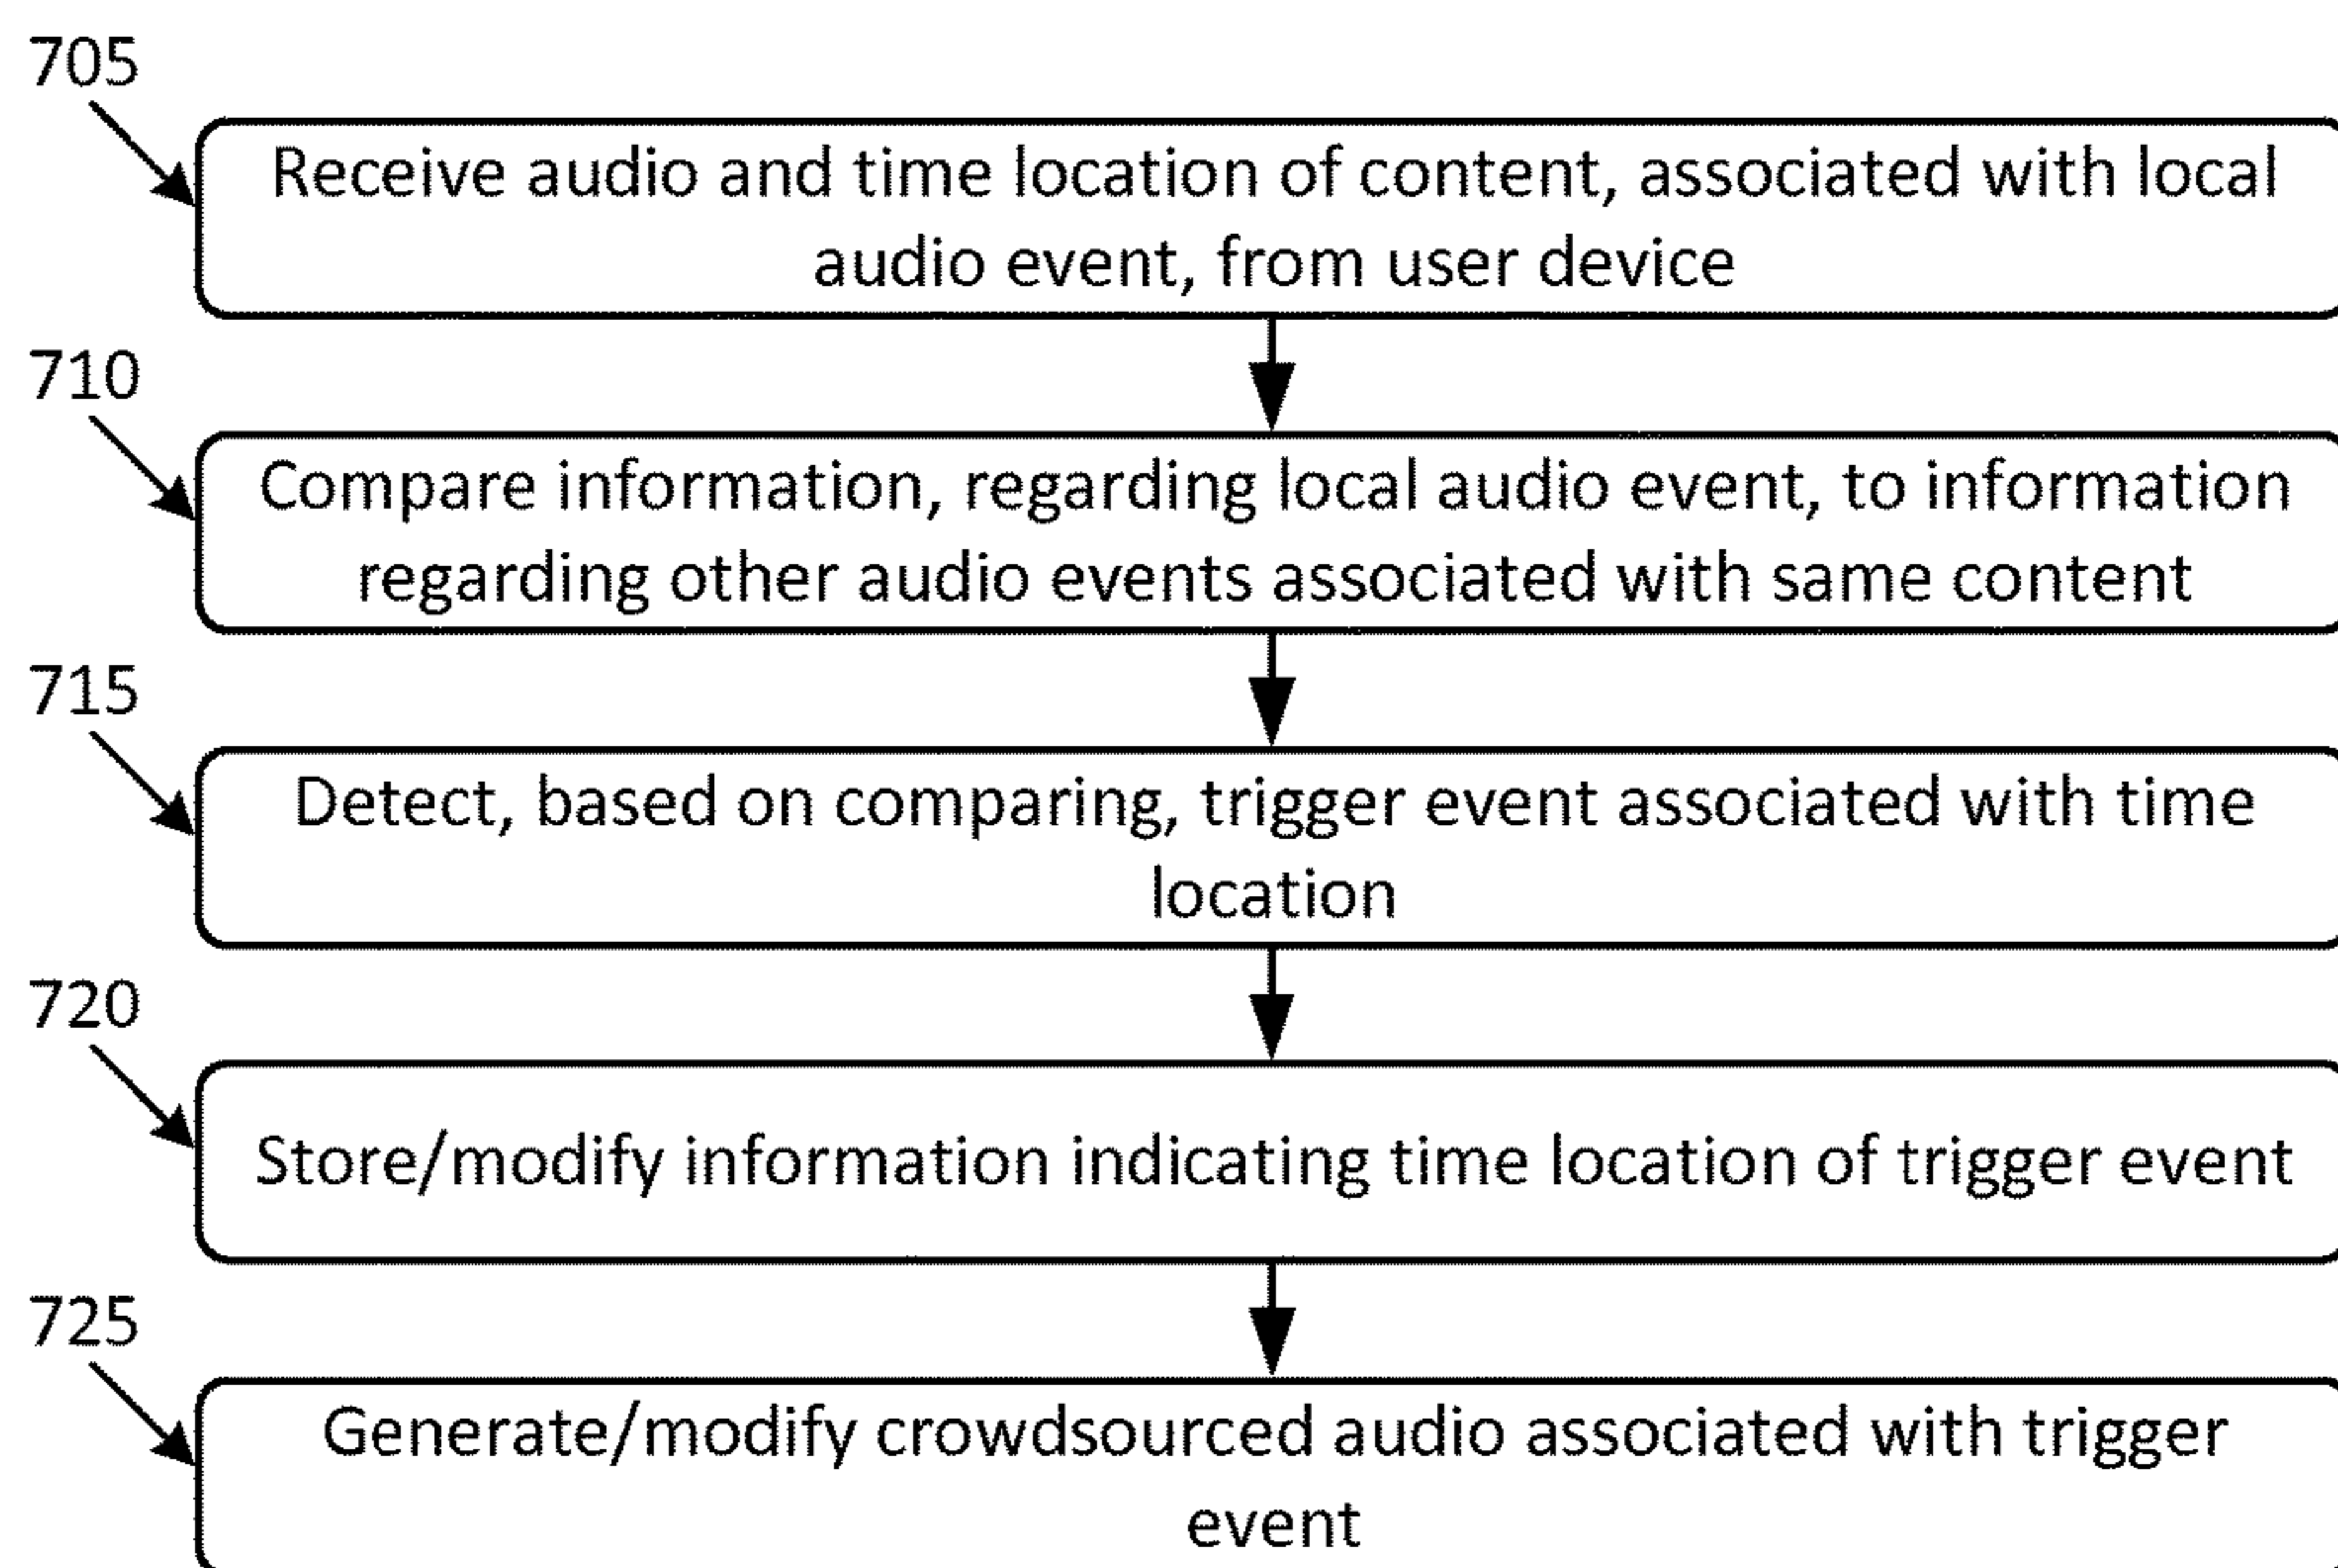 705
Receive audio and time location of content, associated with local
audio event, from user device
710
Compare information, regarding local audio event, to information
regarding other audio events associated with same content
715
Detect, based on comparing, trigger event associated with time
location
720
Store/modify information indicating time location of trigger event
725
Generate/modify crowdsourced audio associated with trigger
event